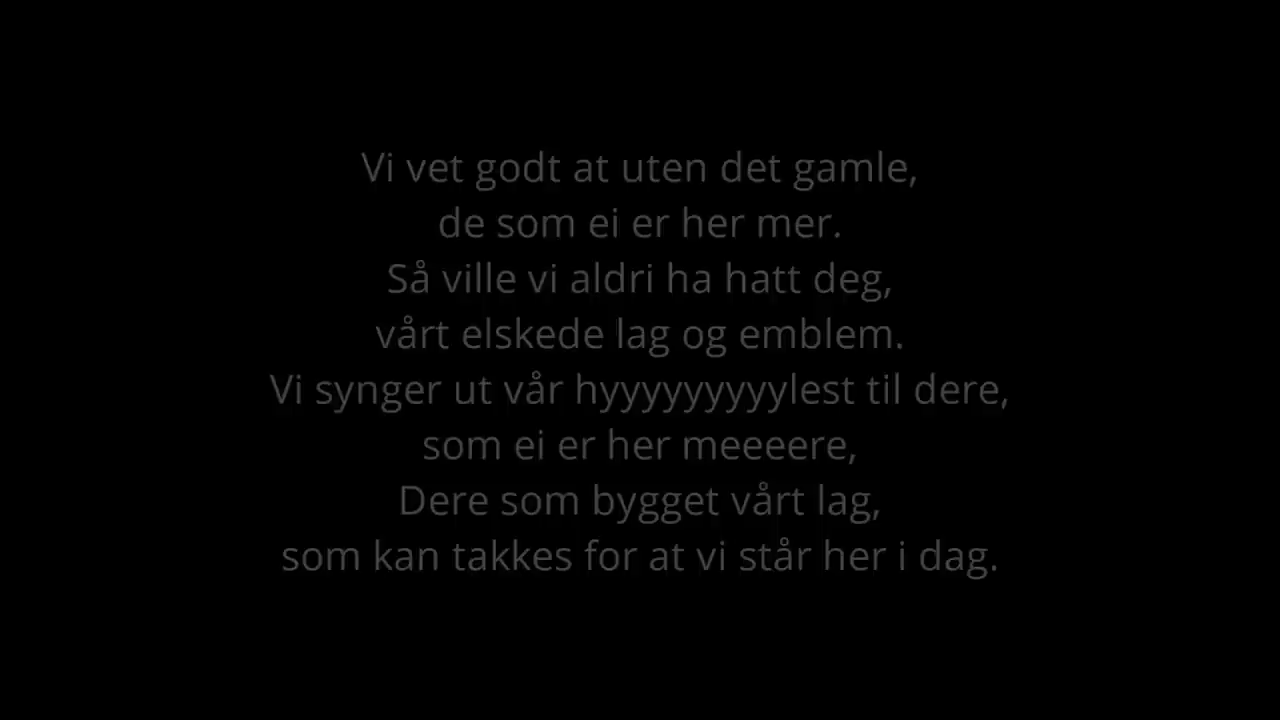 Vi vet godt at uten det gamle,
de som ei er her mer.
Så ville vi aldri ha hatt deg,
vårt elskede lag og emblem.
Vi synger ut vår hyyyyyyyyylest til dere,
som ei er her meeeere,
Dere som bygget vårt lag,
som kan takkes for at vi står her i dag.